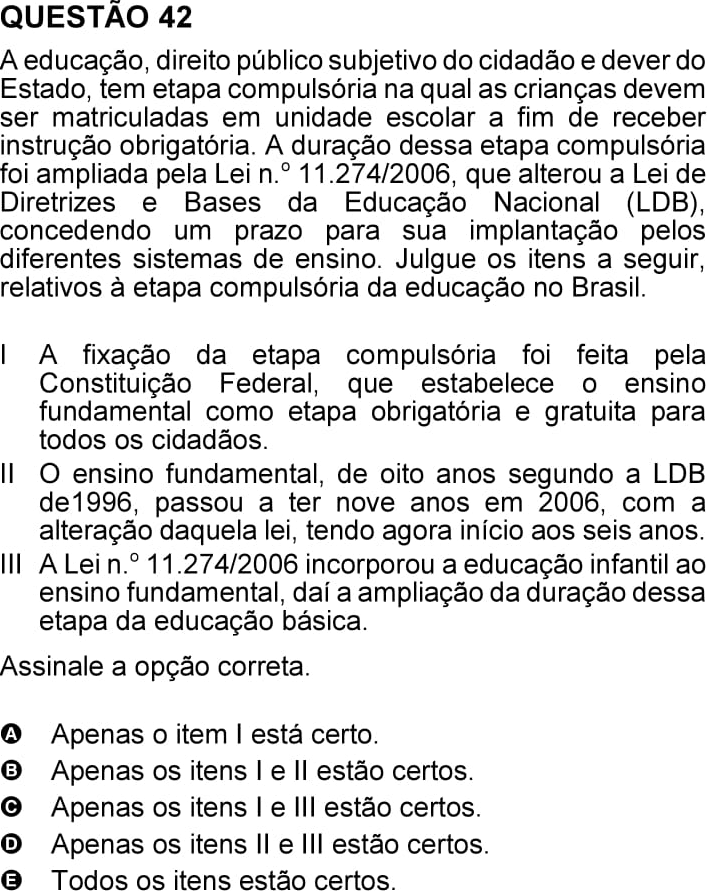 QUESTÃO 42
A educação, direito público subjetivo do cidadão e dever do
Estado, tem etapa compulsória na qual as crianças devem
ser matriculadas em unidade escolar a fim de receber
instrução obrigatória. A duração dessa etapa compulsória
foi ampliada pela Lei n.º 11.274/2006, que alterou a Lei de
Diretrizes e Bases da Educação Nacional (LDB),
concedendo um prazo para sua implantação pelos
diferentes sistemas de ensino. Julgue os itens a seguir,
relativos à etapa compulsória da educação no Brasil.
I A fixação da etapa compulsória foi feita pela
Constituição Federal, que estabelece o ensino
fundamental como etapa obrigatória e gratuita para
todos os cidadãos.
II O ensino fundamental, de oito anos segundo a LDB
de1996, passou a ter nove anos em 2006, com a
alteração daquela lei, tendo agora início aos seis anos.
III A Lei n.º 11.274/2006 incorporou a educação infantil ao
ensino fundamental, daí a ampliação da duração dessa
etapa da educação básica.
Assinale a opção correta.
A Apenas o item I está certo.
B Apenas os itens I e II estão certos.
C Apenas os itens I e III estão certos.
D Apenas os itens II e III estão certos.
E Todos os itens estão certos.